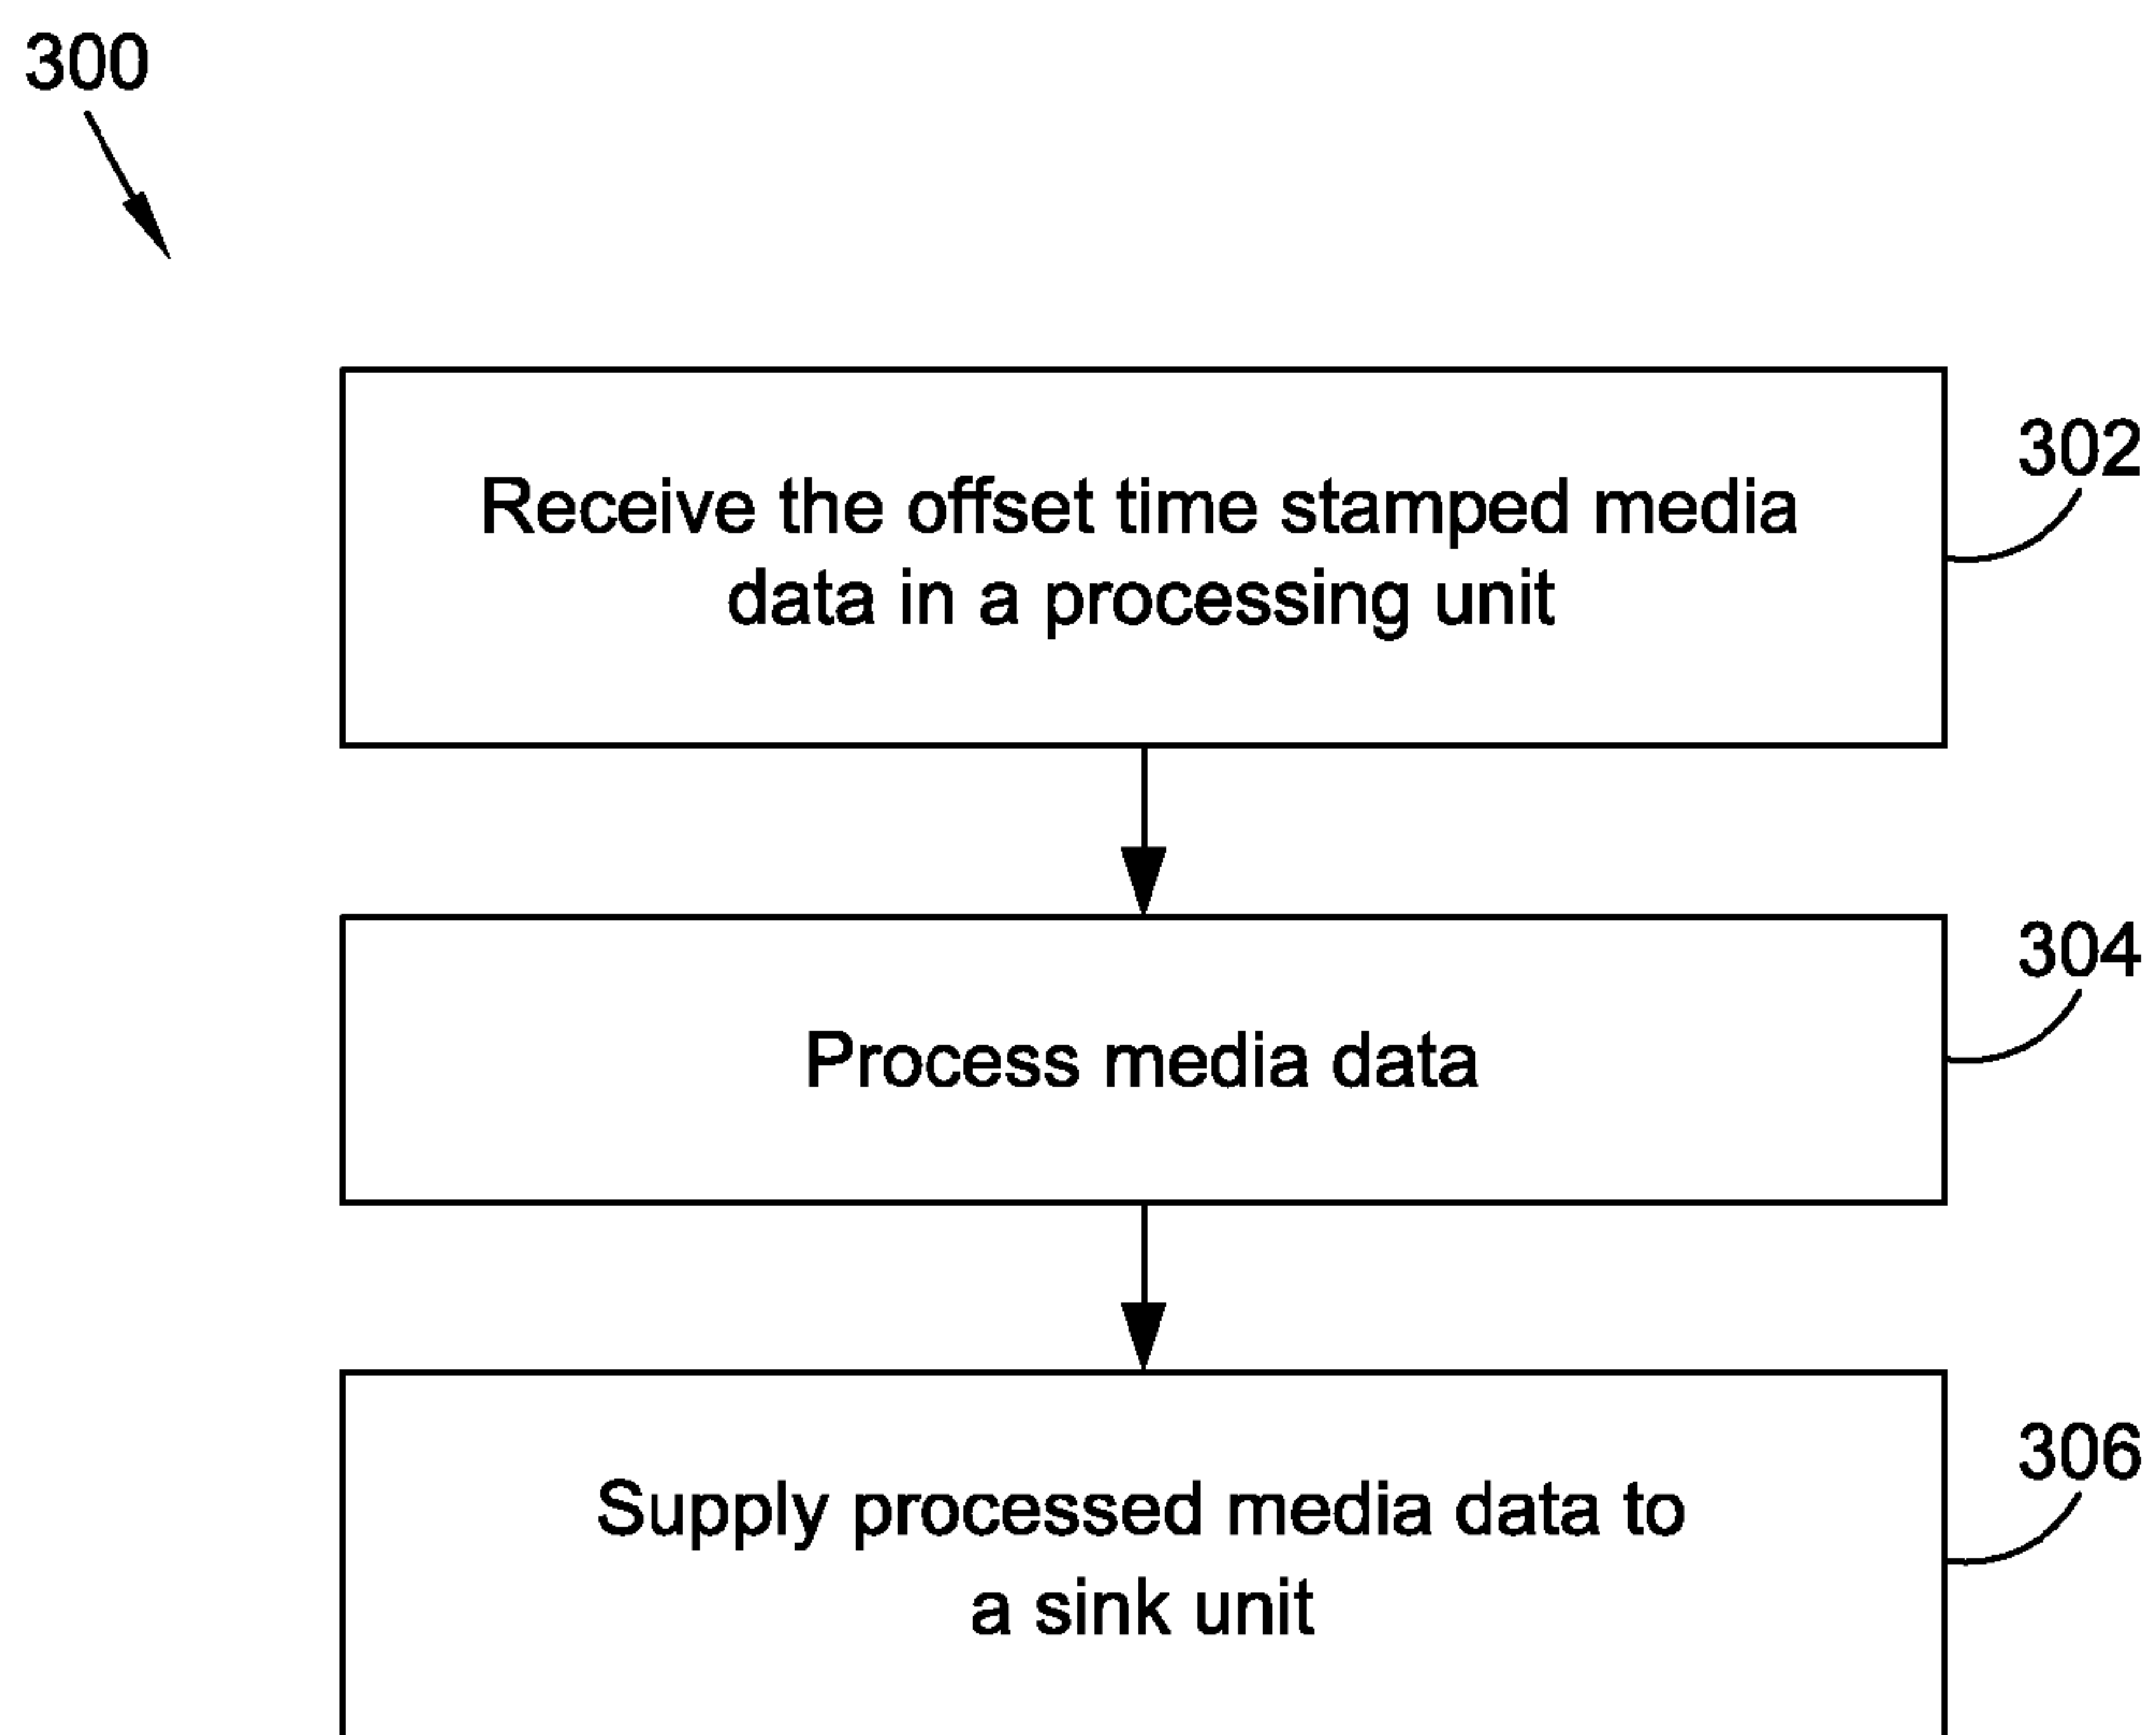 300
Receive the offset time stamped media
data in a processing unit
302
Process media data
304
Supply processed media data to
a sink unit
306